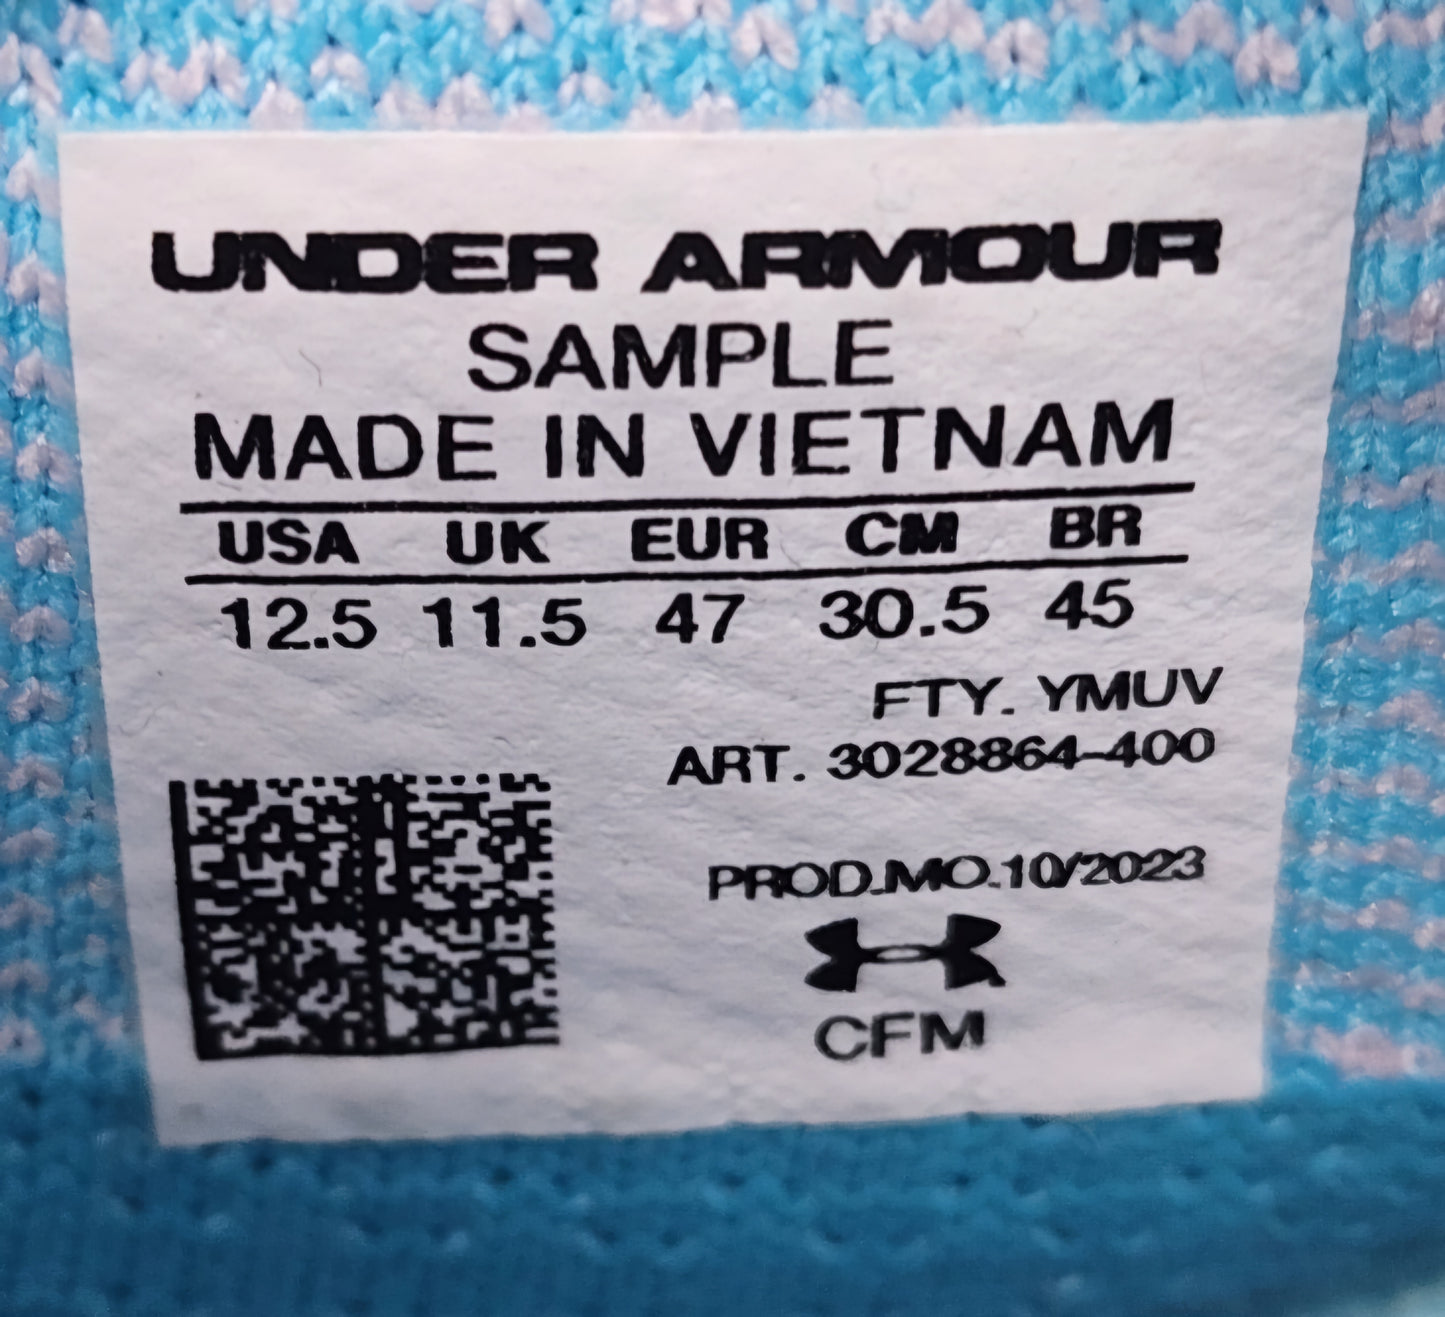 UNDER ARMOUR
SAMPLE
MADE IN VIETNAM
USA UK EUR CM BR
12.5 11.5 47 30.5 45
FTY. YMUV
ART. 3028864-400
PROD.MO.10/2023
CFM